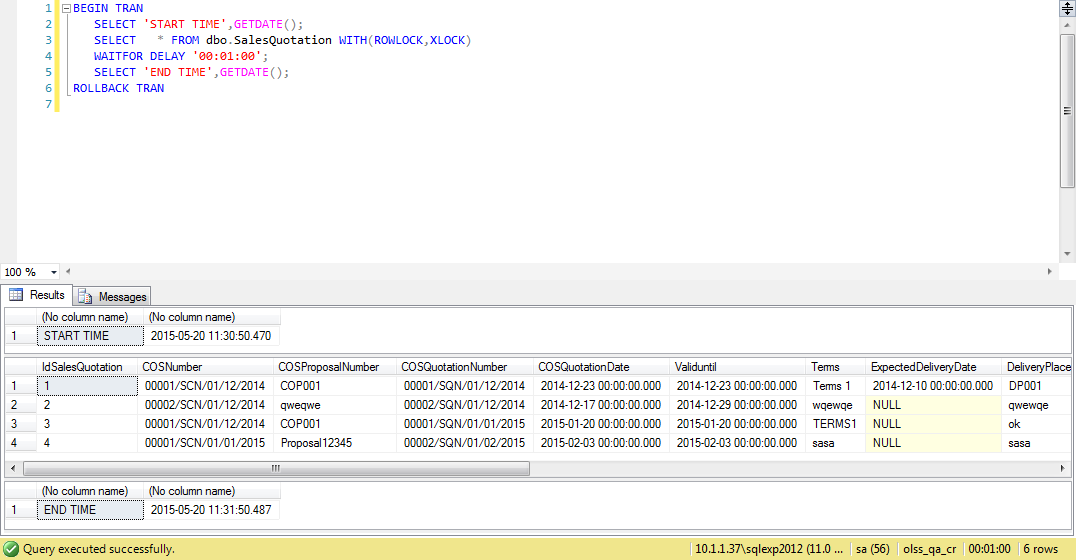 1 BEGIN TRAN
2 SELECT 'START TIME',GETDATE();
3 SELECT * FROM dbo.SalesQuotation WITH(ROWLOCK,XLOCK)
4 WAITFOR DELAY '00:01:00';
5 SELECT 'END TIME',GETDATE();
6 ROLLBACK TRAN
7
100 %
Results Messages
(No column name) (No column name)
1 START TIME 2015-05-20 11:30:50.470
IdSalesQuotation COSNumber COSProposalNumber COSQuotationNumber COSQuotationDate Validuntil Terms ExpectedDeliveryDate DeliveryPlace
1 1 00001/SCN/01/12/2014 COP001 00001/SQN/01/12/2014 2014-12-23 00:00:00.000 2014-12-23 00:00:00.000 Terms 1 2014-12-10 00:00:00.000 DP001
2 2 00002/SCN/01/12/2014 qweqwe 00002/SQN/01/12/2014 2014-12-17 00:00:00.000 2014-12-29 00:00:00.000 wqewqe NULL qwewqe
3 3 00001/SCN/01/12/2014 COP001 00001/SQN/01/01/2015 2015-01-20 00:00:00.000 2015-01-20 00:00:00.000 TERMS1 NULL ok
4 4 00001/SCN/01/01/2015 Proposal12345 00002/SQN/01/02/2015 2015-02-03 00:00:00.000 2015-02-03 00:00:00.000 sasa NULL sasa
(No column name) (No column name)
1 END TIME 2015-05-20 11:31:50.487
Query executed successfully. 10.1.1.37\sqlexp2012 (11.0 ... sa (56) olss_qa_cr 00:01:00 6 rows